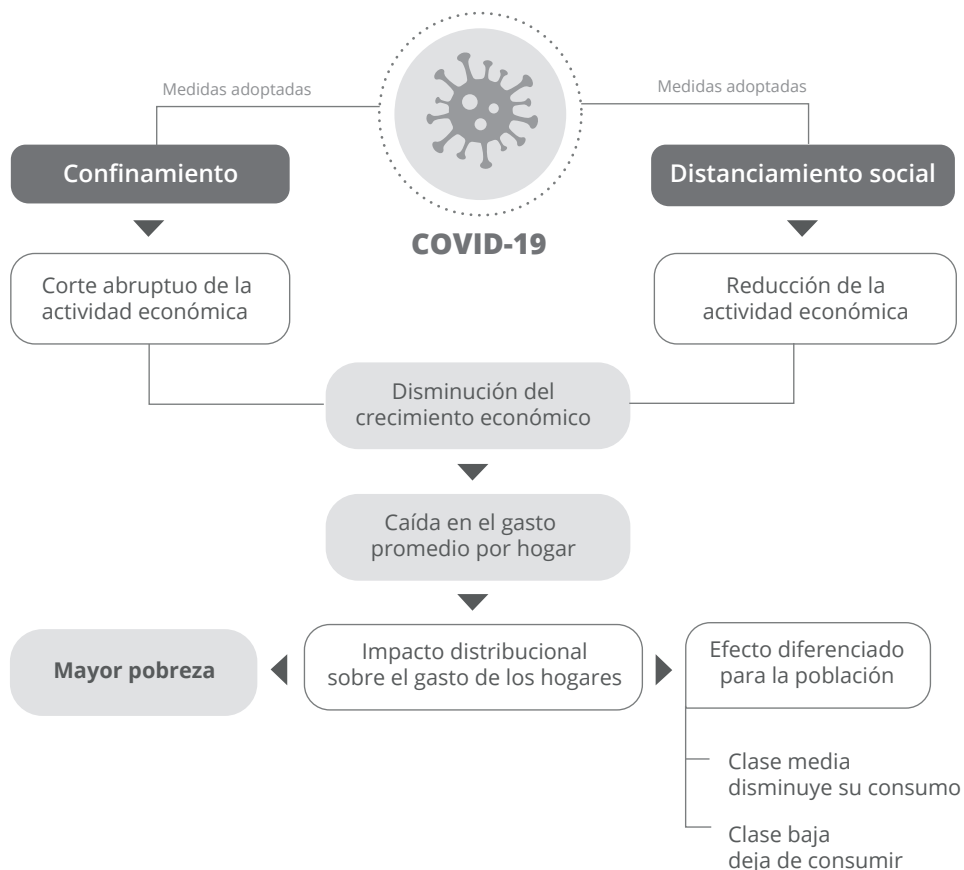 Medidas adoptadas
Medidas adoptadas
Confinamiento
Distanciamiento social
COVID-19
Corte abruptuo de la
actividad económica
Reducción de la
actividad económica
Disminución del
crecimiento económico
Caída en el gasto
promedio por hogar
Mayor pobreza
Impacto distribucional
sobre el gasto de los hogares
Efecto diferenciado
para la población
Clase media
disminuye su consumo
Clase baja
deja de consumir